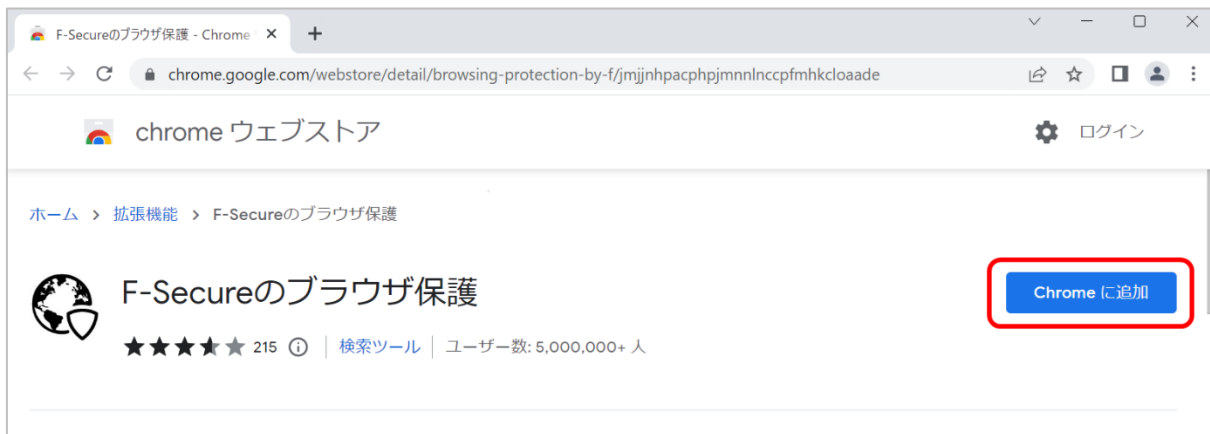 F-Secureのブラウザ保護 - Chrome
chrome.google.com/webstore/detail/browsing-protection-by-f/jmjjnhpacphpjmnnlnccpfmhkcloaade
chrome ウェブストア
ログイン
ホーム > 拡張機能 > F-Secureのブラウザ保護
F-Secureのブラウザ保護
Chrome に追加
215 | 検索ツール | ユーザー数: 5,000,000+ 人